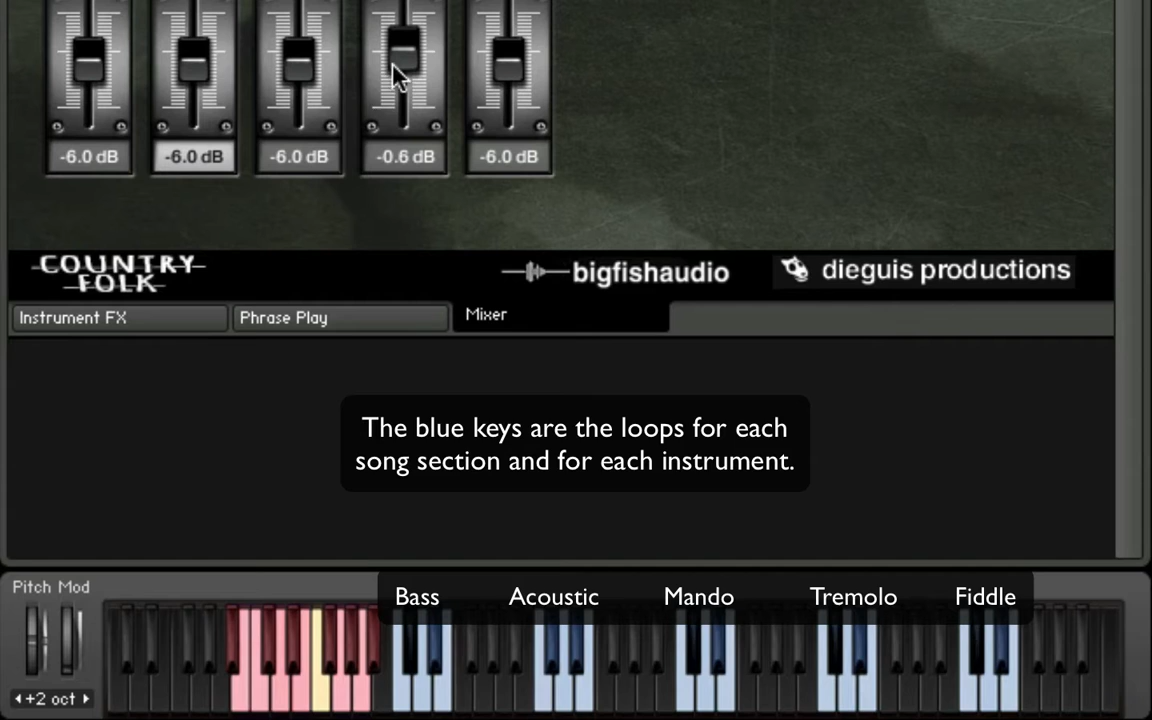 -6.0 dB -6.0 dB -6.0 dB -0.6 dB -6.0 dB
COUNTRY
FOLK
bigfishaudio
dieguis productions
Instrument FX Phrase Play Mixer
The blue keys are the loops for each
song section and for each instrument.
Pitch Mod
Bass Acoustic Mando Tremolo Fiddle
+2 oct